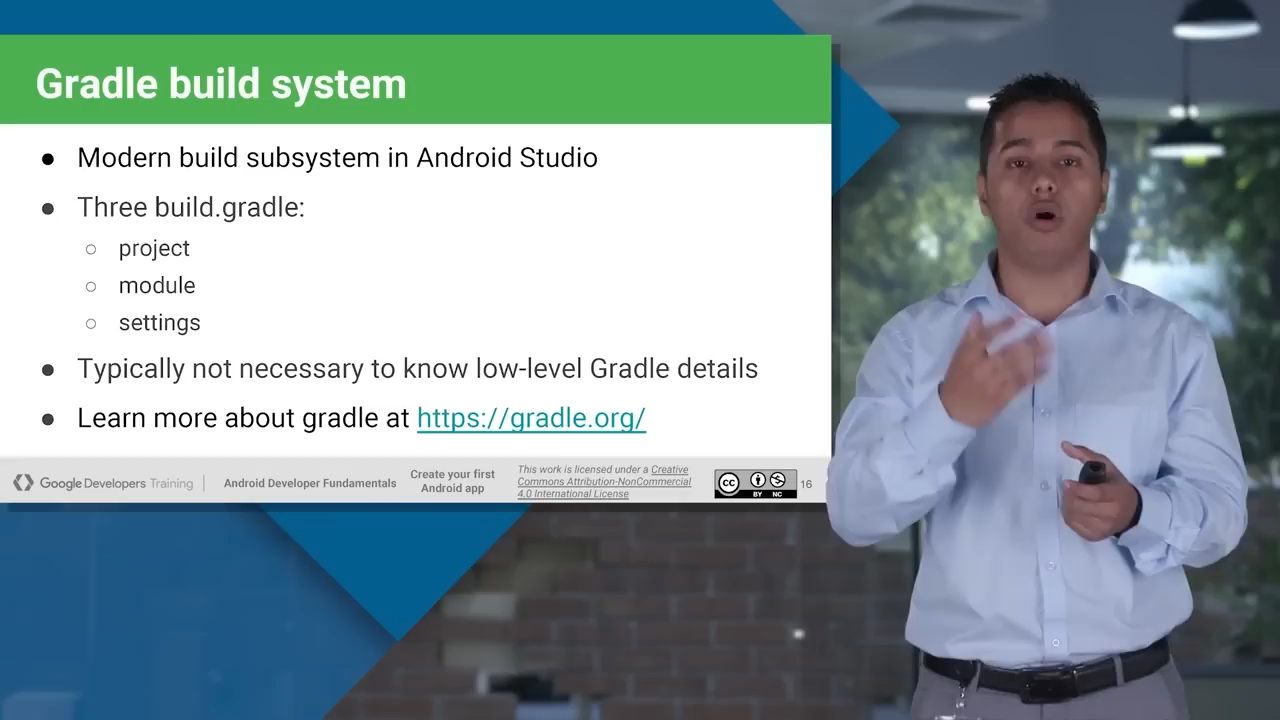 Gradle build system
● Modern build subsystem in Android Studio
● Three build.gradle:
○ project
○ module
○ settings
● Typically not necessary to know low-level Gradle details
● Learn more about gradle at https://gradle.org/
Google Developers Training
Android Developer Fundamentals
Create your first
Android app
This work is licensed under a Creative
Commons Attribution-NonCommercial
4.0 International License
cc
BY NC
16